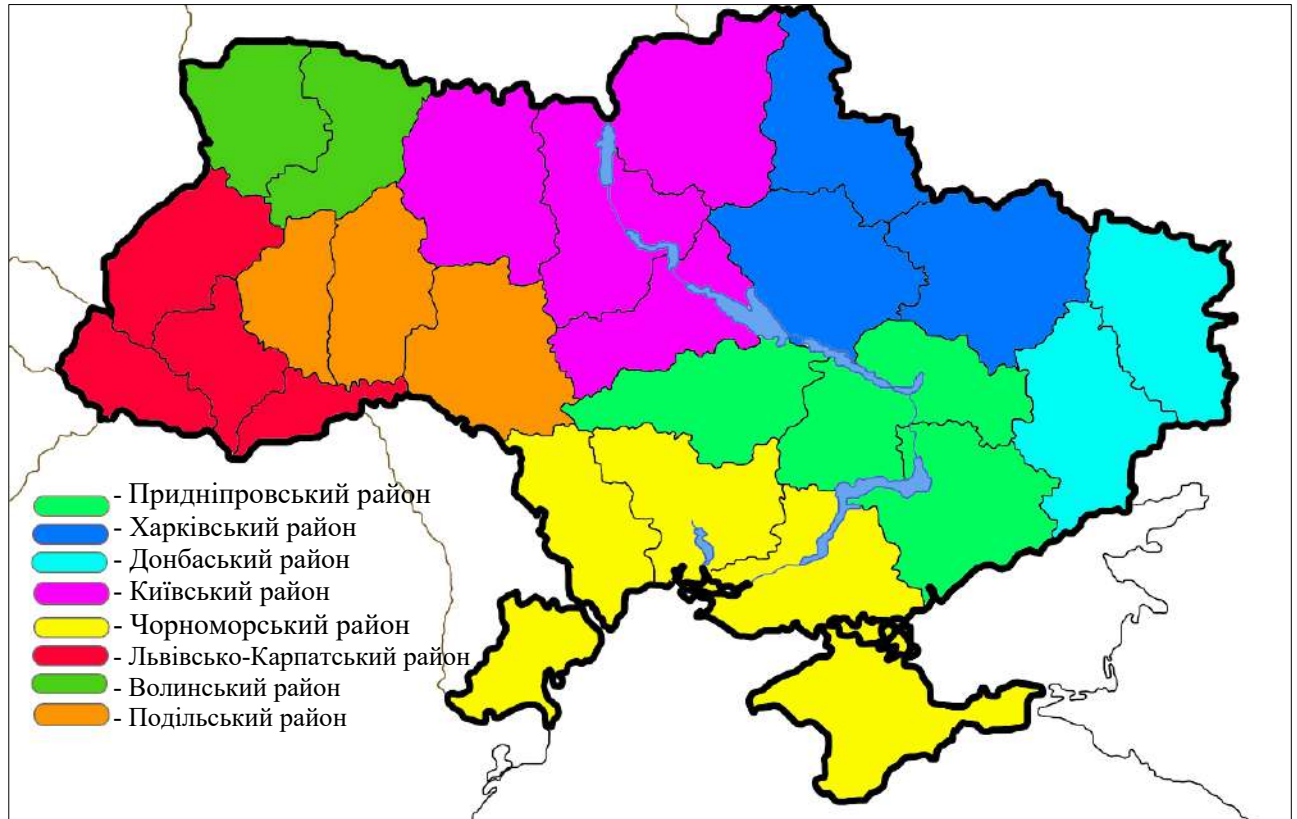 - Придніпровський район
- Харківський район
- Донбаський район
- Київський район
- Чорноморський район
- Львівсько-Карпатський район
- Волинський район
- Подільський район